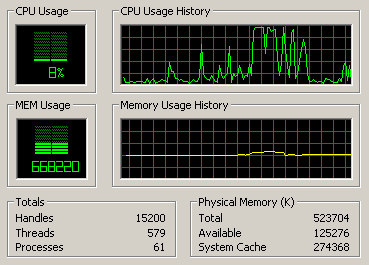 CPU Usage
CPU Usage History
8%
MEM Usage
Memory Usage History
668220
Totals
Handles 15200
Threads 579
Processes 61
Physical Memory (K)
Total 523704
Available 125276
System Cache 274368